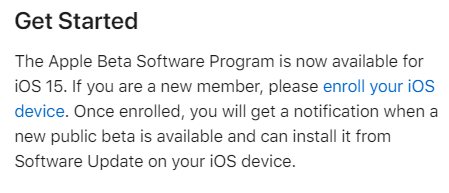 Get Started
The Apple Beta Software Program is now available for
iOS 15. If you are a new member, please enroll your iOS
device. Once enrolled, you will get a notification when a
new public beta is available and can install it from
Software Update on your iOS device.